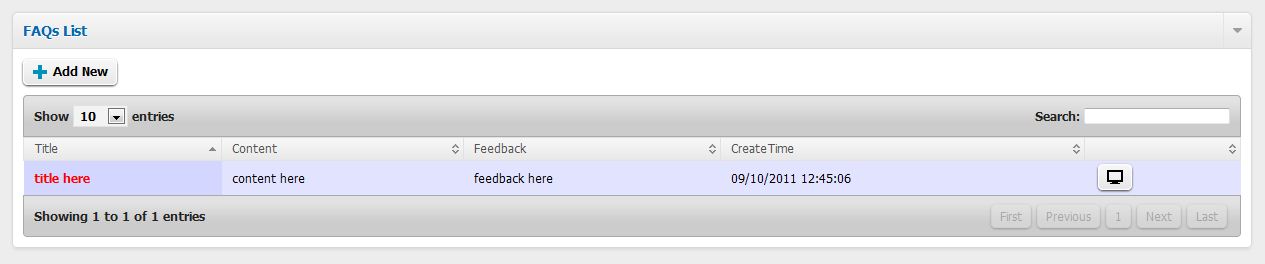 FAQs List
Add New
Show 10 entries Search:
Title Content Feedback CreateTime
title here content here feedback here 09/10/2011 12:45:06
Showing 1 to 1 of 1 entries First Previous 1 Next Last